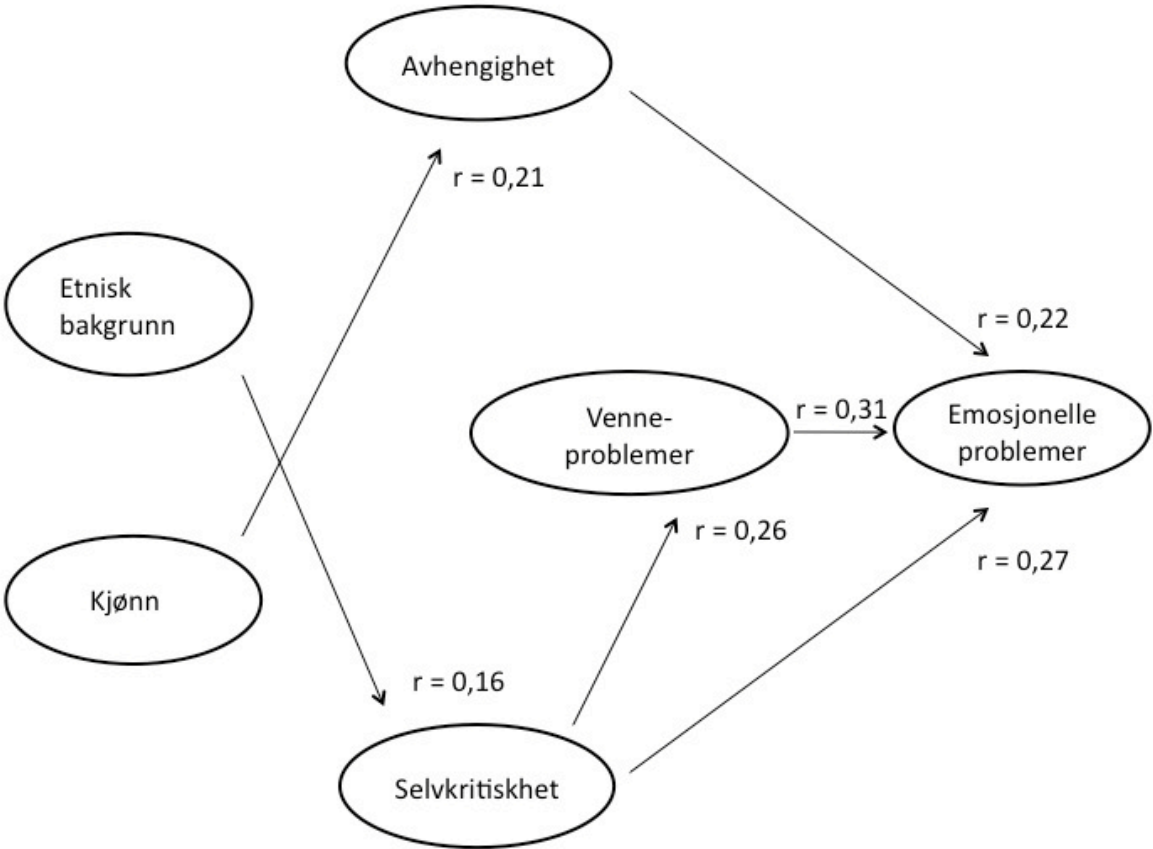 Avhengighet
r = 0,21
Etnisk
bakgrunn
r = 0,22
Venne-
problemer
r = 0,31
Emosjonelle
problemer
r = 0,26
r = 0,27
Kjønn
r = 0,16
Selvkritiskhet